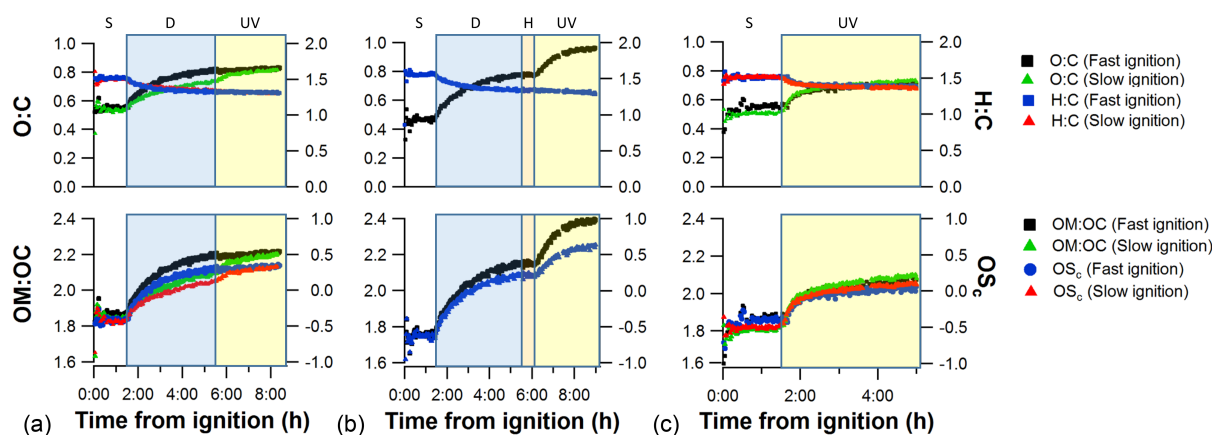 S D UV
S D H UV
S UV
1.0 0.8 0.6 0.4 0.2 0.0
O:C
2.0 1.5 1.0 0.5 0.0
1.0 0.8 0.6 0.4 0.2 0.0
2.0 1.5 1.0 0.5 0.0
1.0 0.8 0.6 0.4 0.2 0.0
2.0 1.5 1.0 0.5 0.0
H:C
O:C (Fast ignition)
O:C (Slow ignition)
H:C (Fast ignition)
H:C (Slow ignition)
2.4 2.2 2.0 1.8 1.6
OM:OC
1.0 0.5 0.0 -0.5 -1.0
2.4 2.2 2.0 1.8 1.6
1.0 0.5 0.0 -0.5 -1.0
2.4 2.2 2.0 1.8 1.6
1.0 0.5 0.0 -0.5 -1.0
OSc
OM:OC (Fast ignition)
OM:OC (Slow ignition)
OSc (Fast ignition)
OSc (Slow ignition)
0:00 2:00 4:00 6:00 8:00
0:00 2:00 4:00 6:00 8:00
0:00 2:00 4:00
(a) Time from ignition (h)
(b) Time from ignition (h)
(c) Time from ignition (h)